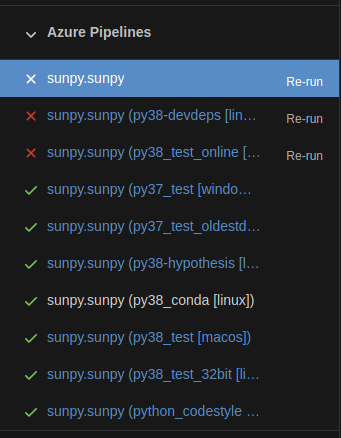 Azure Pipelines
sunpy.sunpy Re-run
sunpy.sunpy (py38-devdeps [lin… Re-run
sunpy.sunpy (py38_test_online [… Re-run
sunpy.sunpy (py37_test [windo…
sunpy.sunpy (py37_test_oldestd…
sunpy.sunpy (py38-hypothesis [l…
sunpy.sunpy (py38_conda [linux])
sunpy.sunpy (py38_test [macos])
sunpy.sunpy (py38_test_32bit [li…
sunpy.sunpy (python_codestyle …